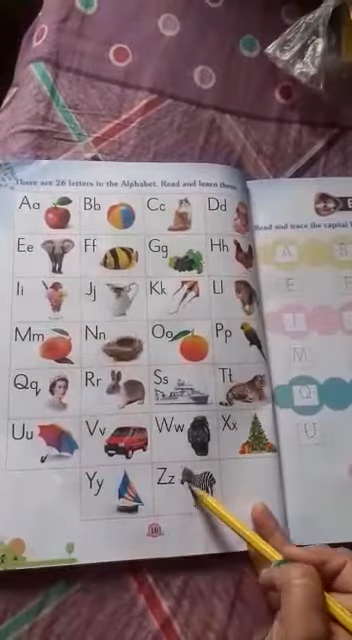 There are 26 letters in the Alphabet. Read and learn them.
Aa Bb Cc Dd
Ee Ff Gg Hh
Ii Jj Kk Ll
Mm Nn Oo Pp
Qq Rr Ss Tt
Uu Vv Ww Xx
Yy Zz
16
Read and trace the capital
A B
E F
I
M
Q
U